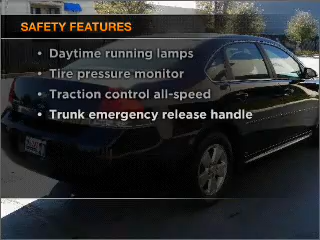 SAFETY FEATURES
• Daytime running lamps
• Tire pressure monitor
• Traction control all-speed
• Trunk emergency release handle